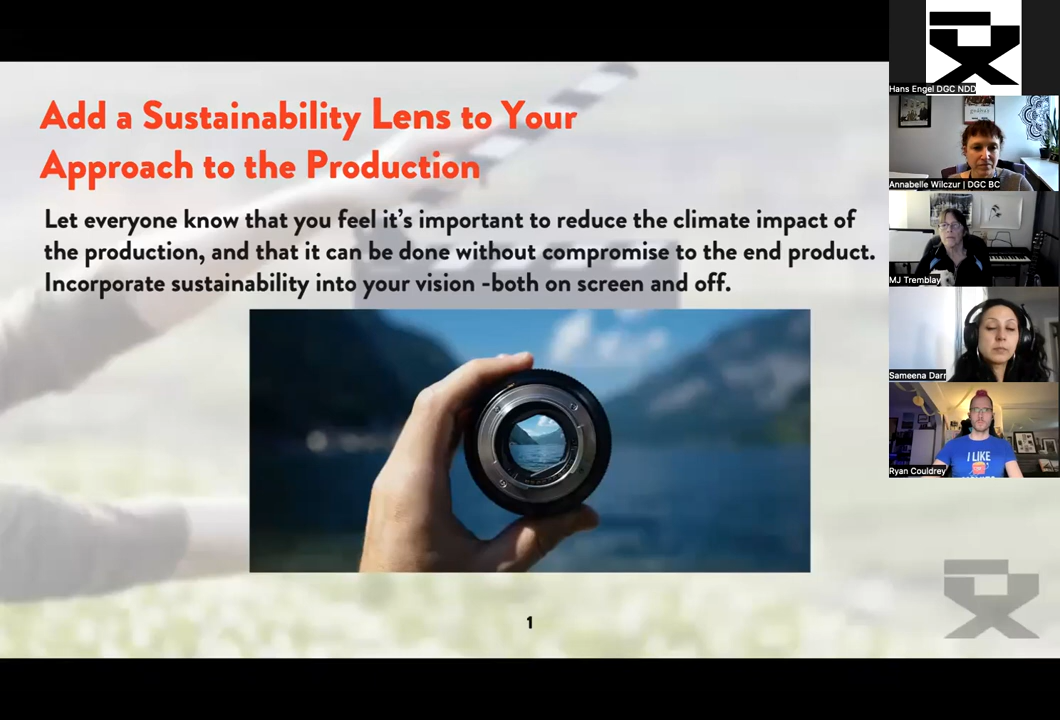 Add a Sustainability Lens to Your
Approach to the Production
Let everyone know that you feel it's important to reduce the climate impact of
the production, and that it can be done without compromise to the end product.
Incorporate sustainability into your vision -both on screen and off.
1
Hans Engel DGC NDD
Annabelle Wilczur | DGC BC
MJ Tremblay
Sameena Darr
I LIKE
Ryan Couldrey